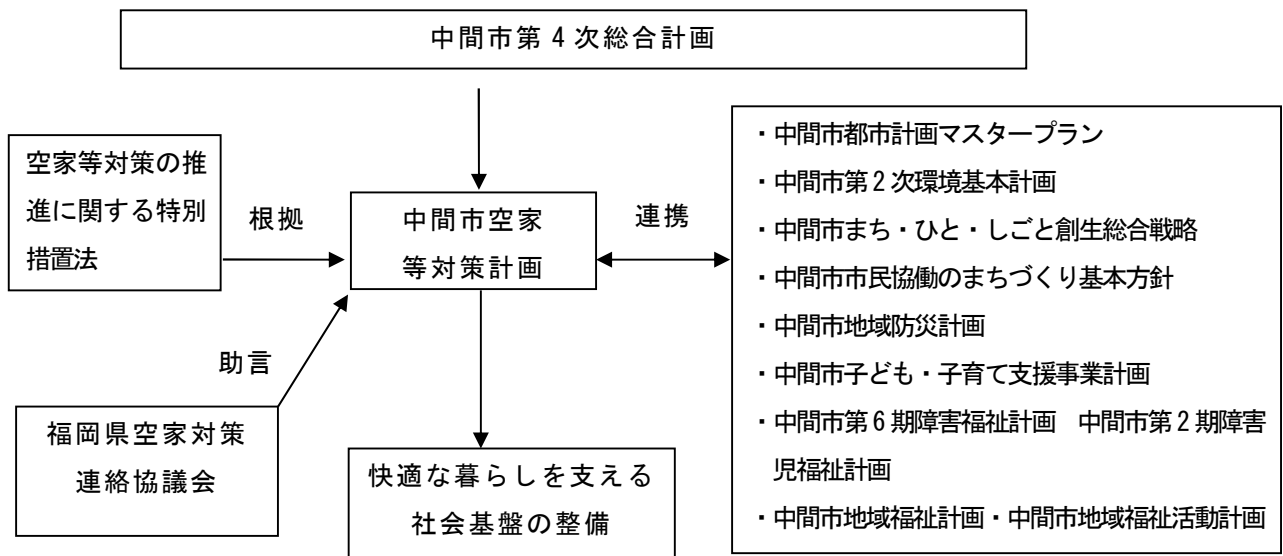 中間市第４次総合計画
空家等対策の推
進に関する特別
措置法
根拠
中間市空家
等対策計画
連携
・中間市都市計画マスタープラン
・中間市第２次環境基本計画
・中間市まち・ひと・しごと創生総合戦略
・中間市市民協働のまちづくり基本方針
・中間市地域防災計画
・中間市子ども・子育て支援事業計画
・中間市第６期障害福祉計画　中間市第２期障害
児福祉計画
・中間市地域福祉計画・中間市地域福祉活動計画
助言
福岡県空家対策
連絡協議会
快適な暮らしを支える
社会基盤の整備